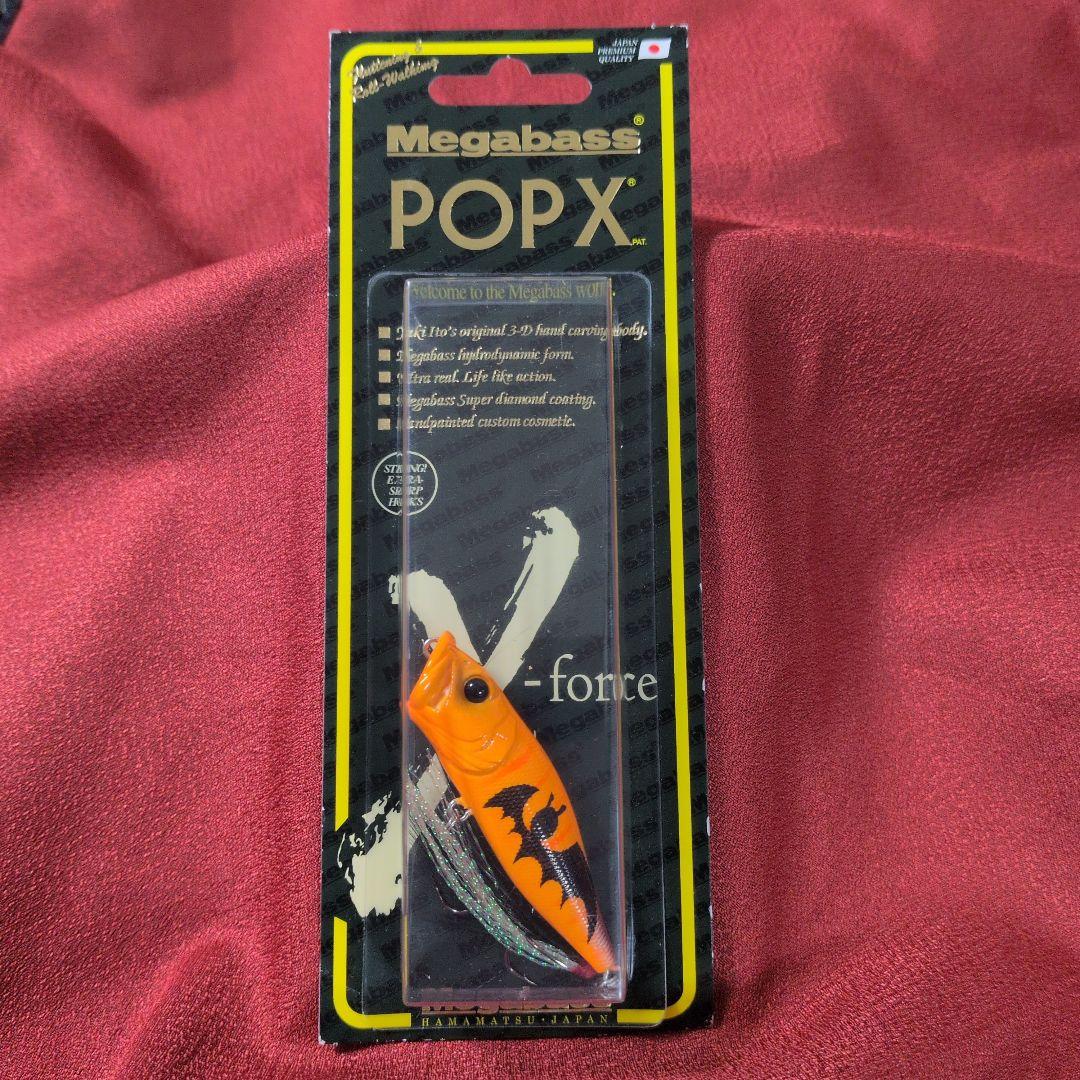 Fluttening &
Roll-Walking
JAPAN
PREMIUM
QUALITY
Megabass®
POPX®
PAT.
Welcome to the Megabass world.
Yuki Ito's original 3-D hand carving body.
Megabass hydrodynamic form.
Ultra real. Life like action.
Megabass Super diamond coating.
Handpainted custom cosmetic.
STRONG!
EXTRA-
SHARP
HOOKS
X-force
Megabass
HAMAMATSU·JAPAN